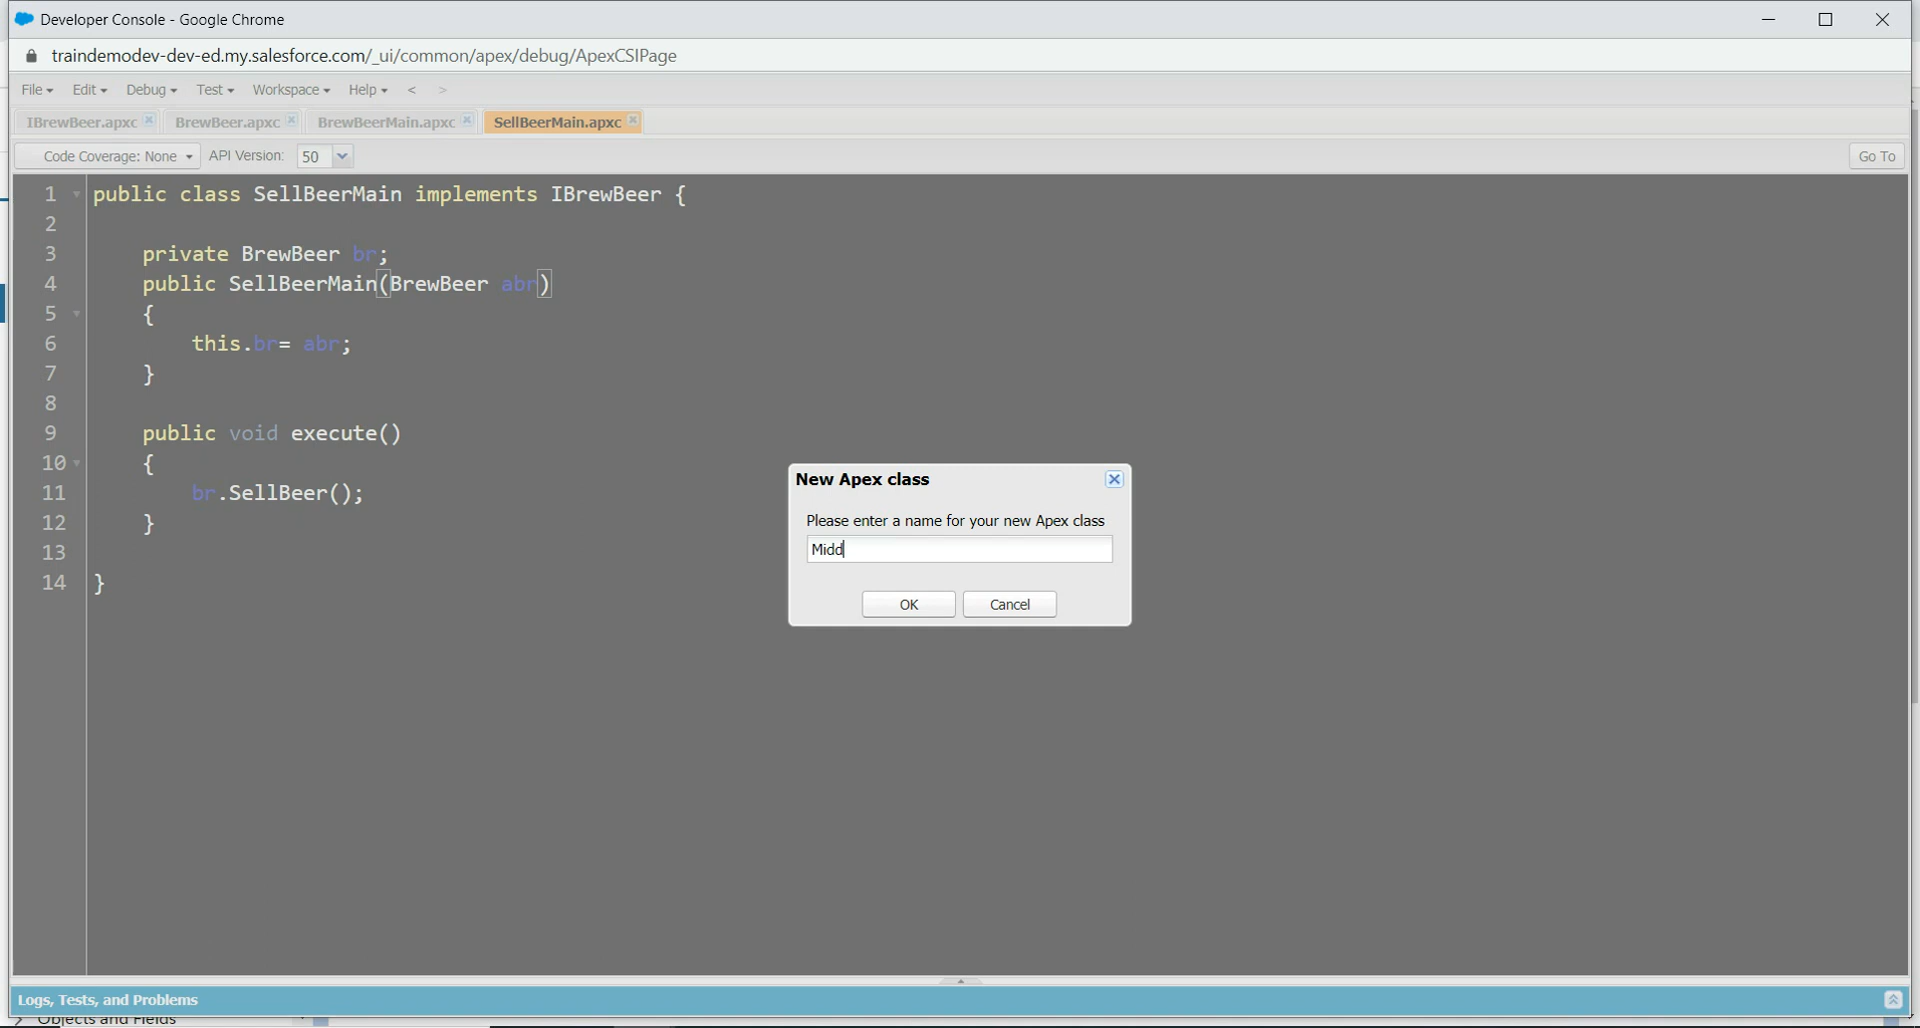 Developer Console - Google Chrome
traindemodev-dev-ed.my.salesforce.com/_ui/common/apex/debug/ApexCSIPage
File Edit Debug Test Workspace Help < >
IBrewBeer.apxc BrewBeer.apxc BrewBeerMain.apxc SellBeerMain.apxc
Code Coverage: None API Version: 50 Go To
1 public class SellBeerMain implements IBrewBeer {
2
3 private BrewBeer br;
4 public SellBeerMain(BrewBeer abr)
5 {
6 this.br= abr;
7 }
8
9 public void execute()
10 {
11 br.SellBeer();
12 }
13
14 }
New Apex class
Please enter a name for your new Apex class
Midd
OK Cancel
Logs, Tests, and Problems
Objects and Fields